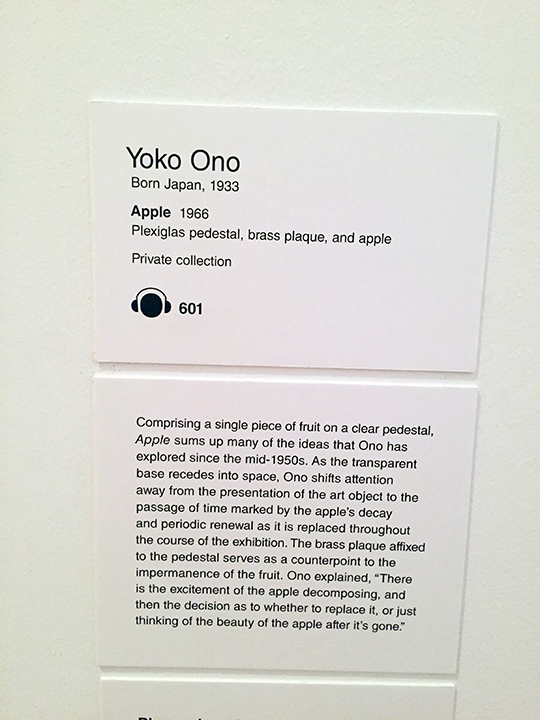 Yoko Ono
Born Japan, 1933
Apple 1966
Plexiglas pedestal, brass plaque, and apple
Private collection
601
Comprising a single piece of fruit on a clear pedestal,
Apple sums up many of the ideas that Ono has
explored since the mid-1950s. As the transparent
base recedes into space, Ono shifts attention
away from the presentation of the art object to the
passage of time marked by the apple's decay
and periodic renewal as it is replaced throughout
the course of the exhibition. The brass plaque affixed
to the pedestal serves as a counterpoint to the
impermanence of the fruit. Ono explained, “There
is the excitement of the apple decomposing, and
then the decision as to whether to replace it, or just
thinking of the beauty of the apple after it's gone.”